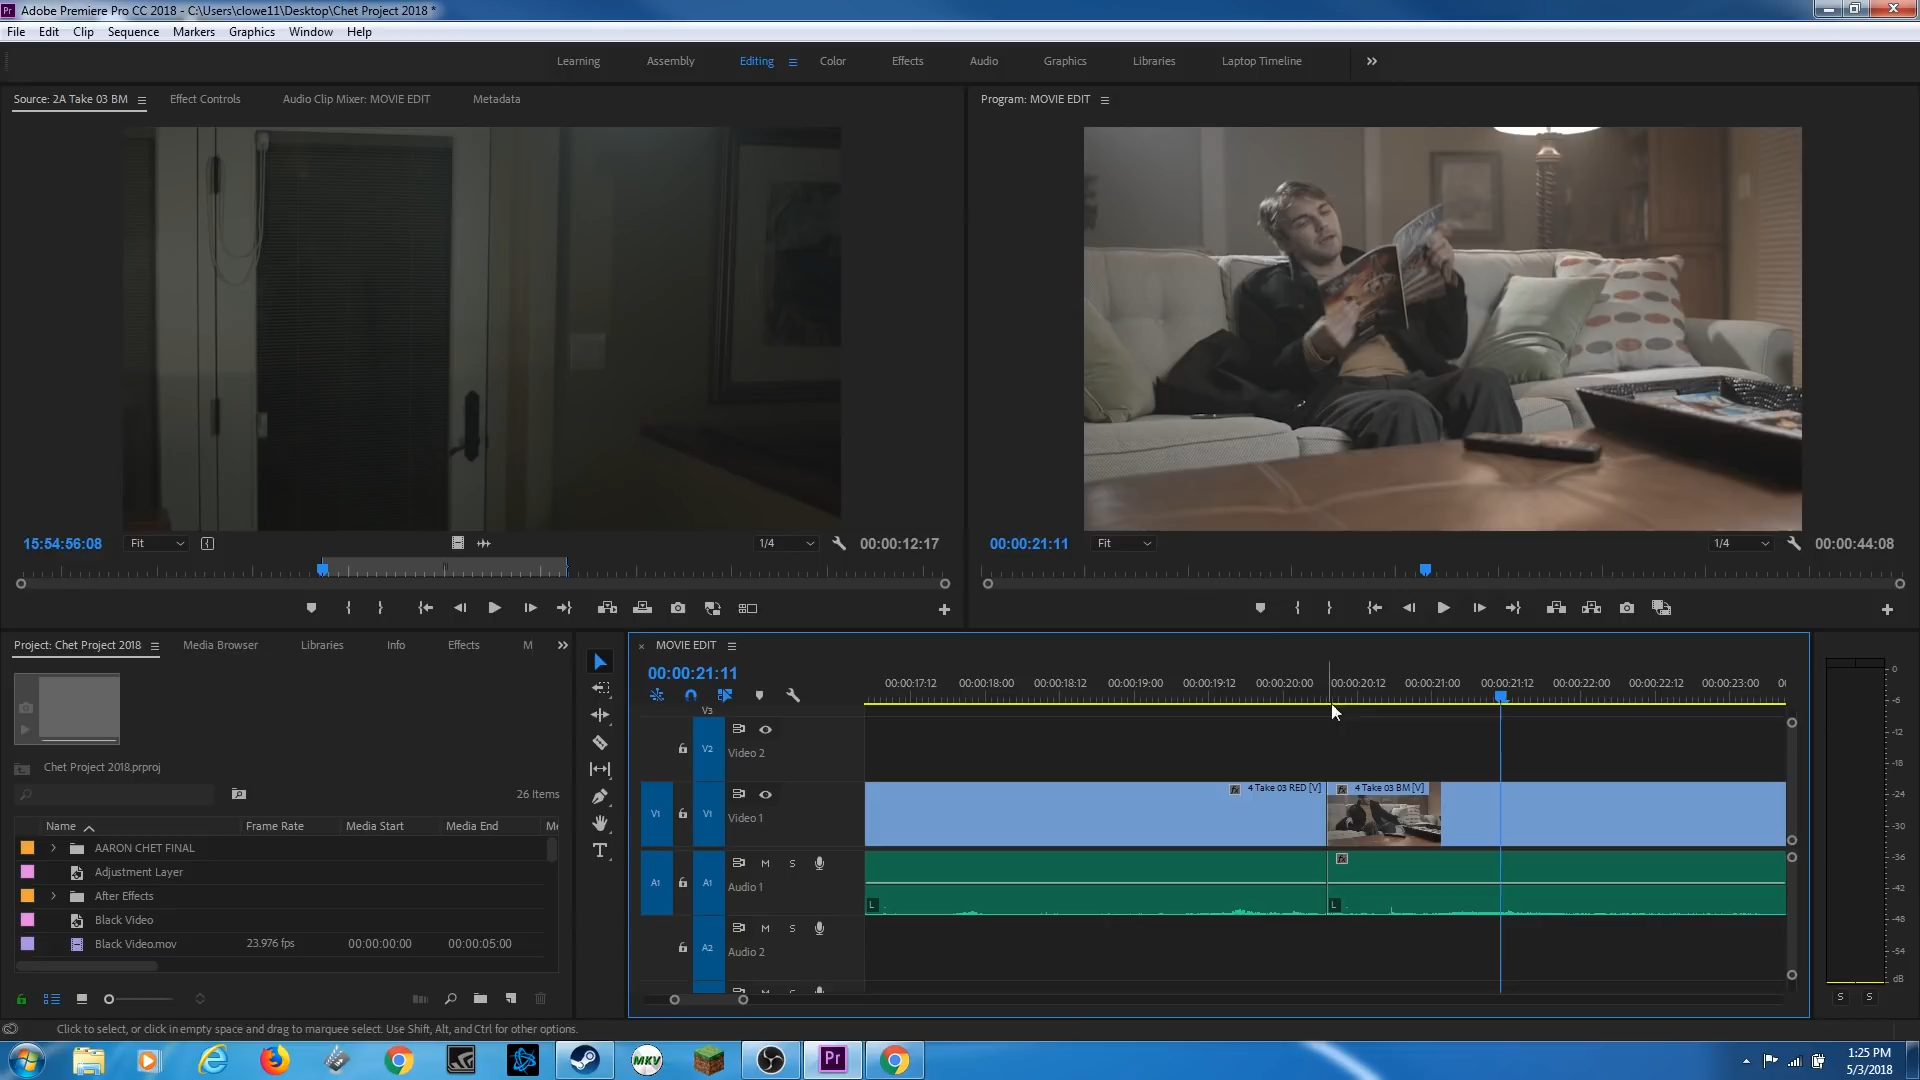 Adobe Premiere Pro CC 2018 - C:\Users\clowe11\Desktop\Chet Project 2018 *
File Edit Clip Sequence Markers Graphics Window Help
Learning Assembly Editing Color Effects Audio Graphics Libraries Laptop Timeline
Source: 2A Take 03 BM Effect Controls Audio Clip Mixer: MOVIE EDIT Metadata
Program: MOVIE EDIT
15:54:56:08 Fit 1/4 00:00:12:17
00:00:21:11 Fit 1/4 00:00:44:08
Project: Chet Project 2018 Media Browser Libraries Info Effects M
Chet Project 2018.prproj
26 Items
Name Frame Rate Media Start Media End Me
AARON CHET FINAL
Adjustment Layer
After Effects
Black Video
Black Video.mov 23.976 fps 00:00:00:00 00:00:05:00
MOVIE EDIT
00:00:21:11
00:00:17:12 00:00:18:00 00:00:18:12 00:00:19:00 00:00:19:12 00:00:20:00 00:00:20:12 00:00:21:00 00:00:21:12 00:00:22:00 00:00:22:12 00:00:23:00
V3
V2 Video 2
V1 V1 Video 1
fx 4 Take 03 RED [V] fx 4 Take 03 BM [V]
A1 A1 M S Audio 1
fx
L L
A2 M S Audio 2
0
-6
-12
-18
-24
-30
-36
-42
-48
-54
dB
S S
Click to select, or click in empty space and drag to marquee select. Use Shift, Alt, and Ctrl for other options.
MKV
Pr
1:25 PM
5/3/2018